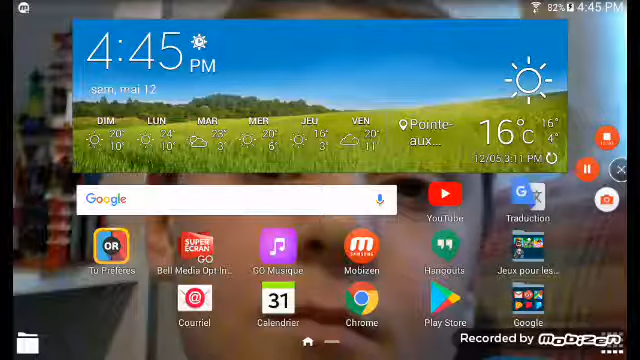 82% 4:45 PM
4:45 PM
sam, mai 12
DIM LUN MAR MER JEU VEN
20° 24° 23° 20° 16° 20°
10° 10° 3° 6° 3° 11°
Pointe-
aux...
16°C 16°
4°
12/05 3:11 PM
Google
YouTube
Traduction
OR
SUPER
ÉCRAN
GO
Tu Préfères
Bell Media Opt In...
GO Musique
Mobizen
Hangouts
Jeux pour les...
31
Courriel
Calendrier
Chrome
Play Store
Google
Recorded by Mobizen